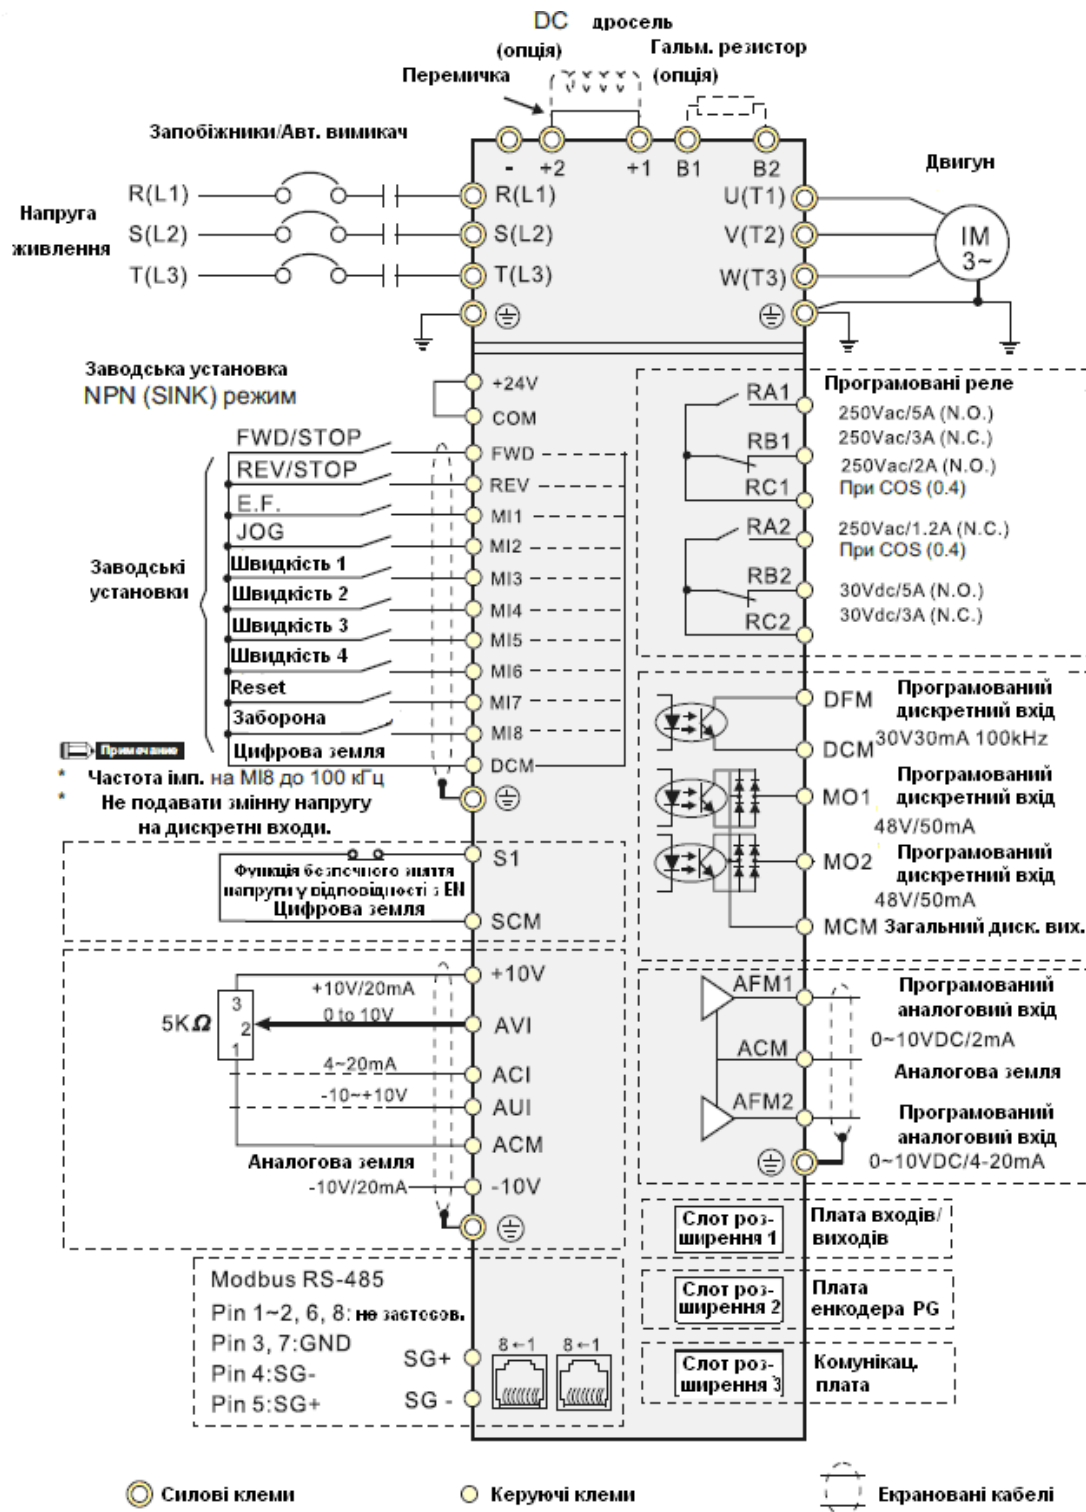 DC дросель
(опція)
Гальм. резистор
(опція)
Перемичка
Запобіжники/Авт. вимикач
- +2 +1 B1 B2
Двигун
Напруга
живлення
R(L1)
S(L2)
T(L3)
R(L1)
S(L2)
T(L3)
U(T1)
V(T2)
W(T3)
IM
3~
Заводська установка
NPN (SINK) режим
+24V
COM
FWD/STOP
REV/STOP
E.F.
JOG
Швидкість 1
Швидкість 2
Швидкість 3
Швидкість 4
Reset
Заборона
Цифрова земля
Заводські
установки
FWD
REV
MI1
MI2
MI3
MI4
MI5
MI6
MI7
MI8
DCM
Примечание
* Частота імп. на MI8 до 100 кГц
* Не подавати змінну напругу
на дискретні входи.
Програмовані реле
RA1
RB1
RC1
250Vac/5A (N.O.)
250Vac/3A (N.C.)
250Vac/2A (N.O.)
При COS (0.4)
RA2
RB2
RC2
250Vac/1.2A (N.C.)
При COS (0.4)
30Vdc/5A (N.O.)
30Vdc/3A (N.C.)
DFM
Програмований
дискретний вхід
DCM
30V30mA 100kHz
MO1
Програмований
дискретний вхід
48V/50mA
MO2
Програмований
дискретний вхід
48V/50mA
MCM Загальний диск. вих.
S1
Функція безпечного зняття
напруги у відповідності з EN
Цифрова земля
SCM
+10V
+10V/20mA
5KΩ
3
2
1
0 to 10V
AVI
4~20mA
ACI
-10~+10V
AUI
ACM
Аналогова земля
-10V/20mA
-10V
AFM1
Програмований
аналоговий вхід
0~10VDC/2mA
ACM
Аналогова земля
AFM2
Програмований
аналоговий вхід
0~10VDC/4-20mA
Слот роз-
ширення 1
Плата входів/
виходів
Слот роз-
ширення 2
Плата
енкодера PG
Слот роз-
ширення 3
Комунікац.
плата
Modbus RS-485
Pin 1~2, 6, 8: не застосов.
Pin 3, 7:GND
Pin 4:SG-
Pin 5:SG+
SG+
SG -
8←1
8←1
Силові клеми
Керуючі клеми
Екрановані кабелі